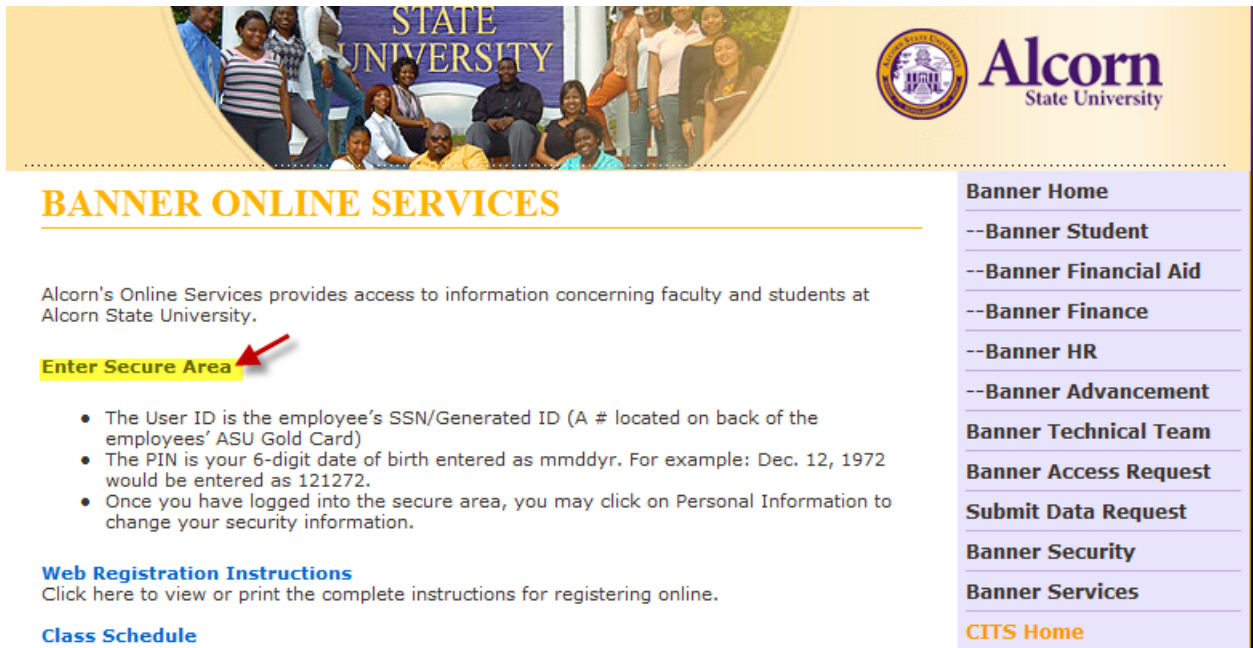 STATE
UNIVERSITY
Alcorn
State University
BANNER ONLINE SERVICES
Alcorn's Online Services provides access to information concerning faculty and students at
Alcorn State University.
Enter Secure Area
• The User ID is the employee’s SSN/Generated ID (A # located on back of the
employees’ ASU Gold Card)
• The PIN is your 6-digit date of birth entered as mmddyr. For example: Dec. 12, 1972
would be entered as 121272.
• Once you have logged into the secure area, you may click on Personal Information to
change your security information.
Web Registration Instructions
Click here to view or print the complete instructions for registering online.
Class Schedule
Banner Home
--Banner Student
--Banner Financial Aid
--Banner Finance
--Banner HR
--Banner Advancement
Banner Technical Team
Banner Access Request
Submit Data Request
Banner Security
Banner Services
CITS Home